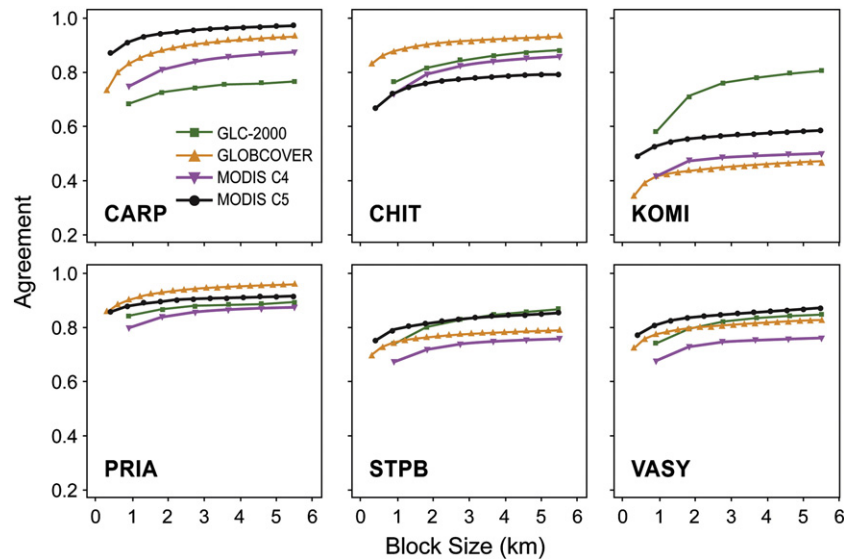 1.0
0.8
0.6
0.4
0.2
GLC-2000
GLOBCOVER
MODIS C4
MODIS C5
CARP
CHIT
KOMI
Agreement
1.0
0.8
0.6
0.4
0.2
PRIA
STPB
VASY
0 1 2 3 4 5 6
0 1 2 3 4 5 6
0 1 2 3 4 5 6
Block Size (km)